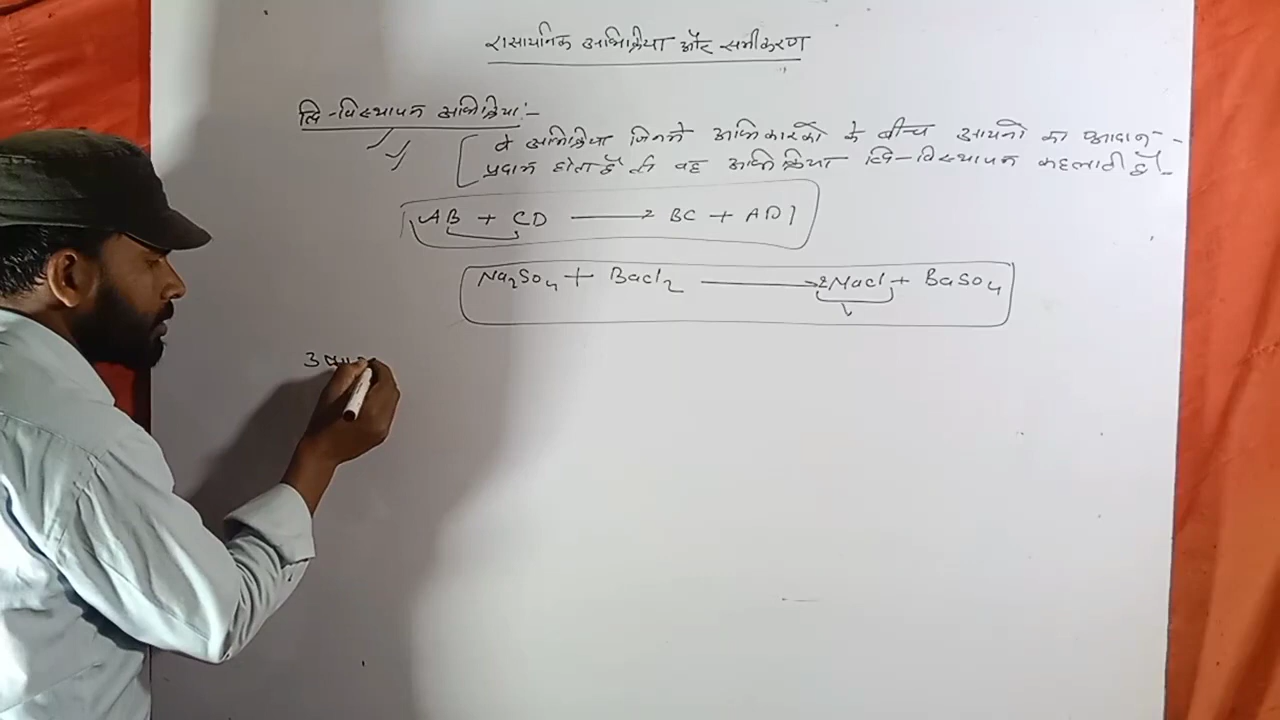 रासायनिक अभिक्रिया और समीकरण
द्वि-विस्थापन अभिक्रिया:-
वे अभिक्रिया जिनमे अभिकारको के बीच आयनो का आदान-
प्रदान होता है तो वह अभिक्रिया द्वि-विस्थापन कहलाती है।
AB + CD ⟶ BC + AD
Na₂SO₄ + BaCl₂ ⟶ 2NaCl + BaSO₄